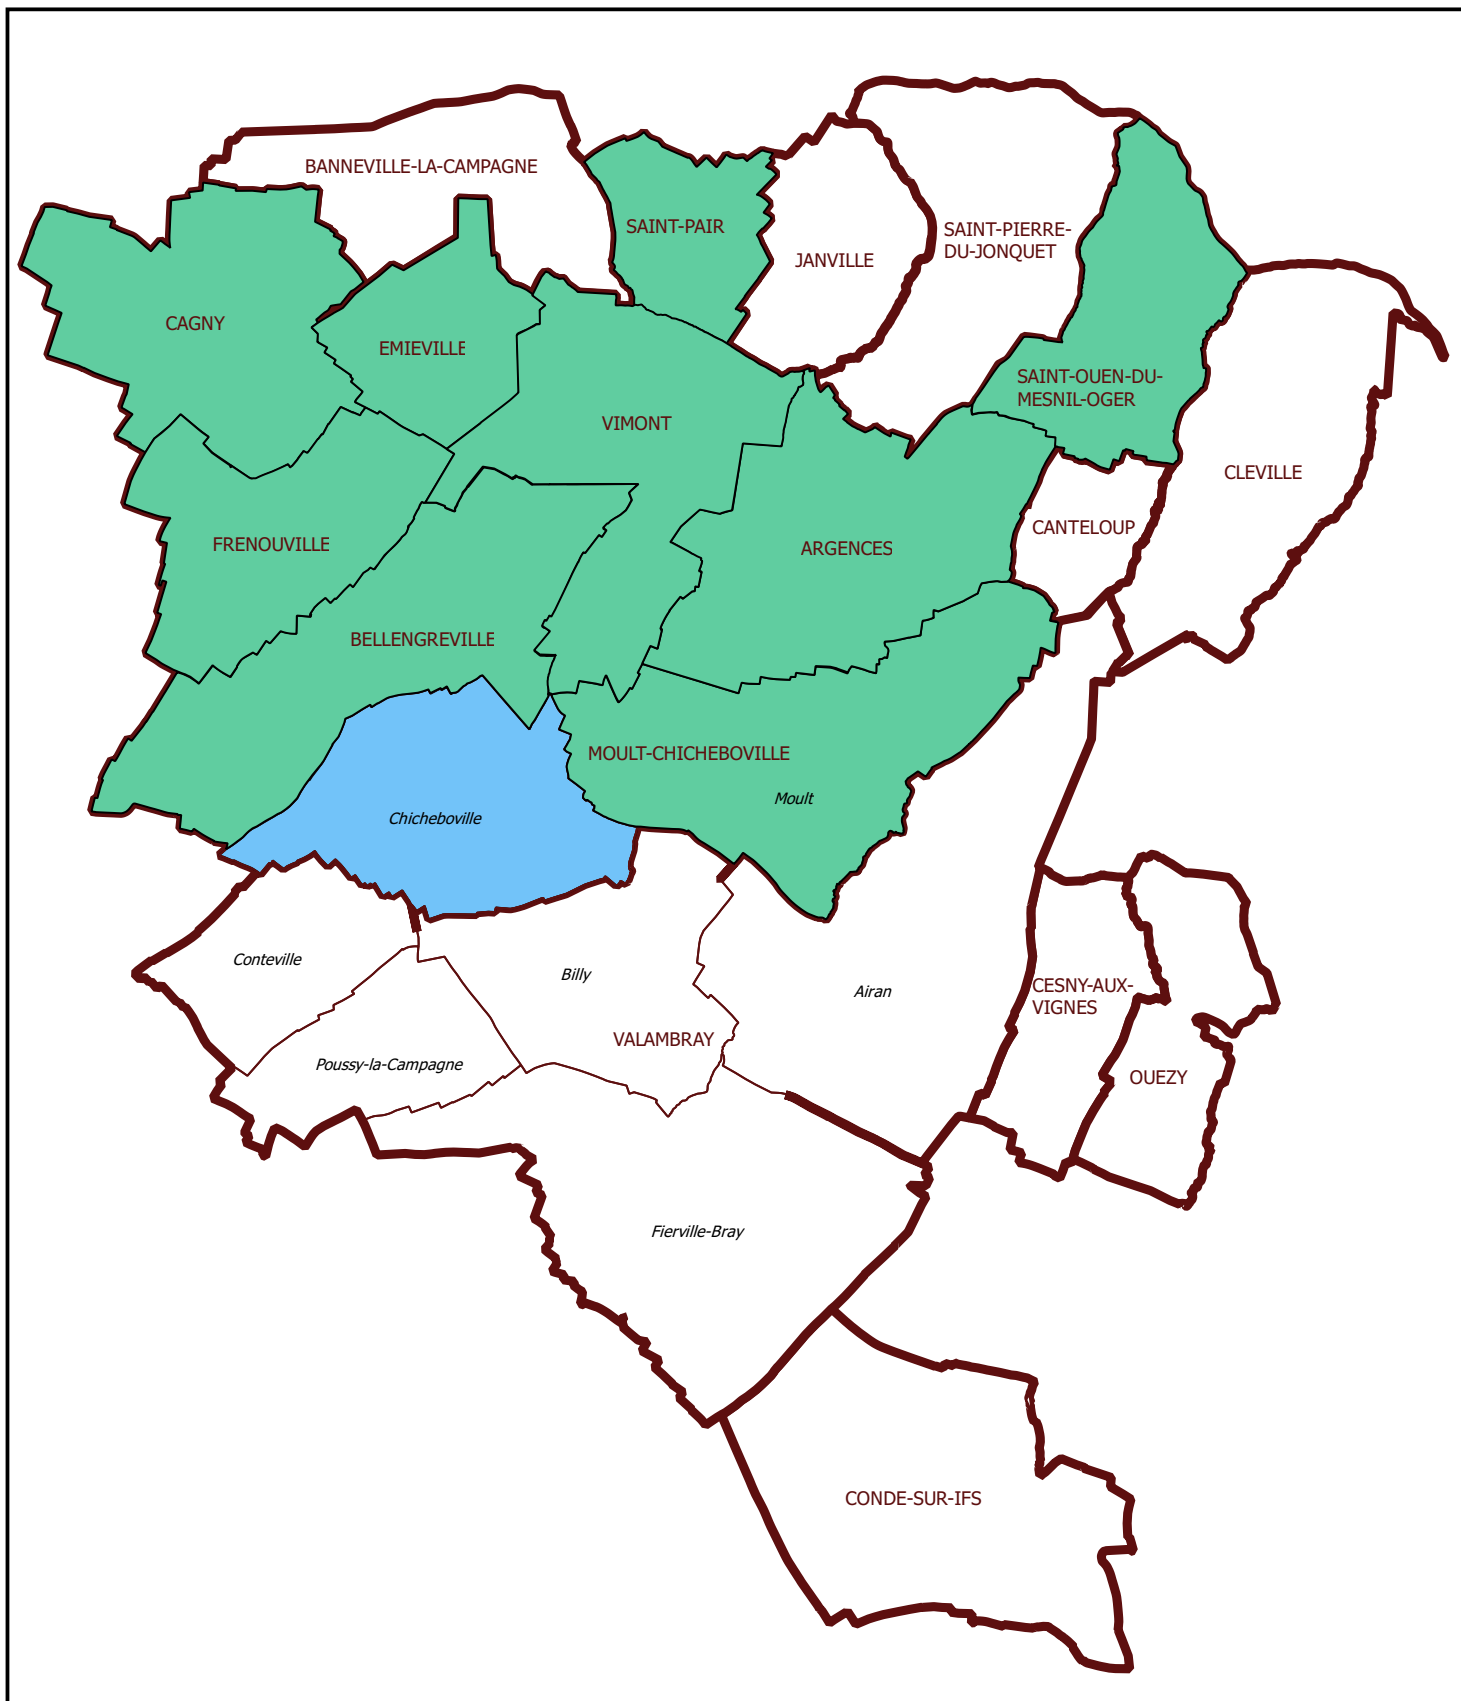 BANNEVILLE-LA-CAMPAGNE
SAINT-PAIR
SAINT-PIERRE-
DU-JONQUET
JANVILLE
CAGNY
EMIEVILLE
SAINT-OUEN-DU-
MESNIL-OGER
VIMONT
CLEVILLE
CANTELOUP
FRENOUVILLE
ARGENCES
BELLENGREVILLE
MOULT-CHICHEBOVILLE
Moult
Chicheboville
Conteville
Billy
Airan
CESNY-AUX-
VIGNES
VALAMBRAY
Poussy-la-Campagne
OUEZY
Fierville-Bray
CONDE-SUR-IFS